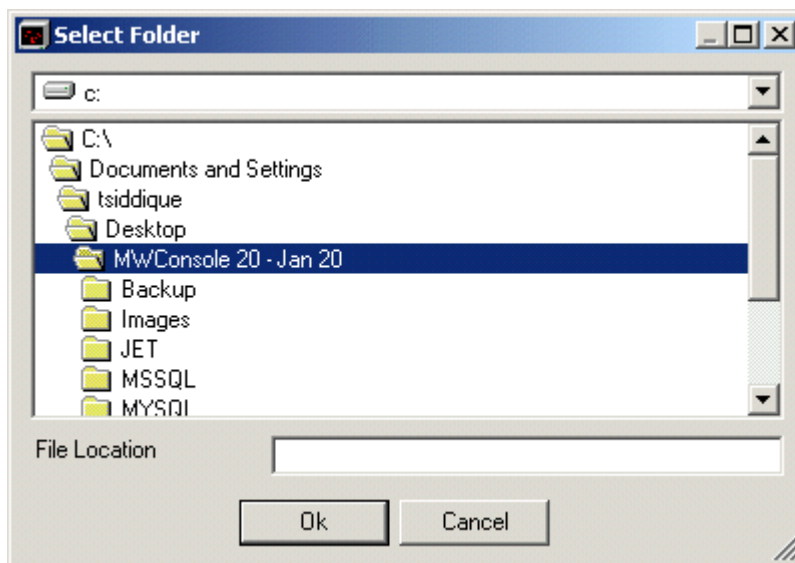 Select Folder
c:
C:\
Documents and Settings
tsiddique
Desktop
MWConsole 20 - Jan 20
Backup
Images
JET
MSSQL
MYSQL
File Location
Ok
Cancel